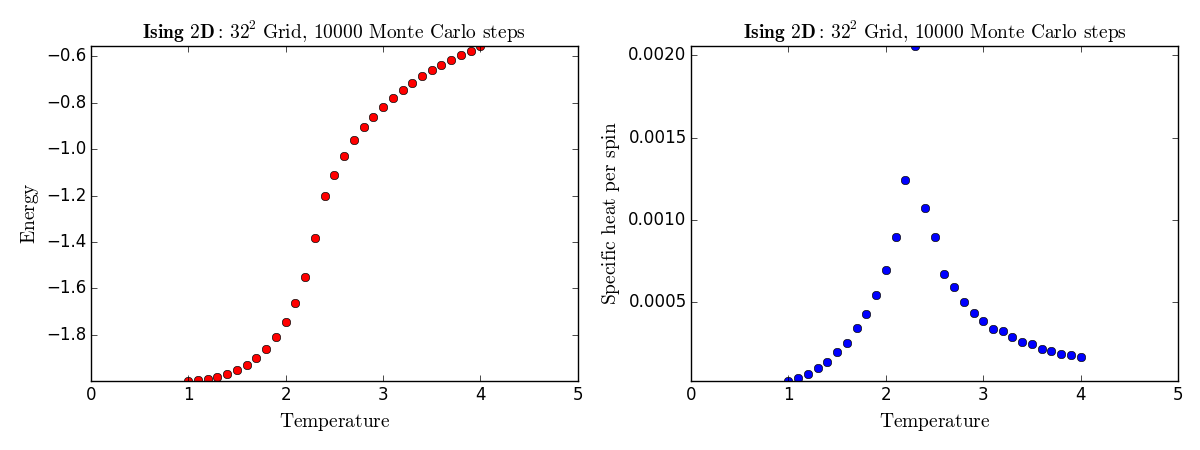 Ising 2D: 32² Grid, 10000 Monte Carlo steps
Energy
−0.6
−0.8
−1.0
−1.2
−1.4
−1.6
−1.8
0 1 2 3 4 5
Temperature
Ising 2D: 32² Grid, 10000 Monte Carlo steps
Specific heat per spin
0.0020
0.0015
0.0010
0.0005
0 1 2 3 4 5
Temperature